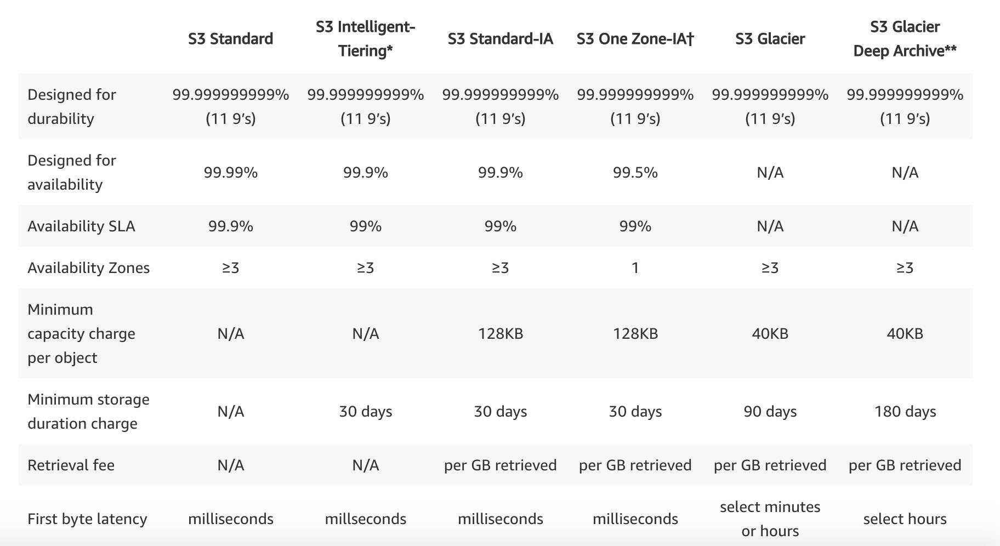 S3 Standard
S3 Intelligent-
Tiering*
S3 Standard-IA
S3 One Zone-IA†
S3 Glacier
S3 Glacier
Deep Archive**
Designed for
durability
99.999999999%
(11 9’s)
99.999999999%
(11 9’s)
99.999999999%
(11 9’s)
99.999999999%
(11 9’s)
99.999999999%
(11 9’s)
99.999999999%
(11 9’s)
Designed for
availability
99.99%
99.9%
99.9%
99.5%
N/A
N/A
Availability SLA
99.9%
99%
99%
99%
N/A
N/A
Availability Zones
≥3
≥3
≥3
1
≥3
≥3
Minimum
capacity charge
per object
N/A
N/A
128KB
128KB
40KB
40KB
Minimum storage
duration charge
N/A
30 days
30 days
30 days
90 days
180 days
Retrieval fee
N/A
N/A
per GB retrieved
per GB retrieved
per GB retrieved
per GB retrieved
First byte latency
milliseconds
millseconds
milliseconds
milliseconds
select minutes
or hours
select hours